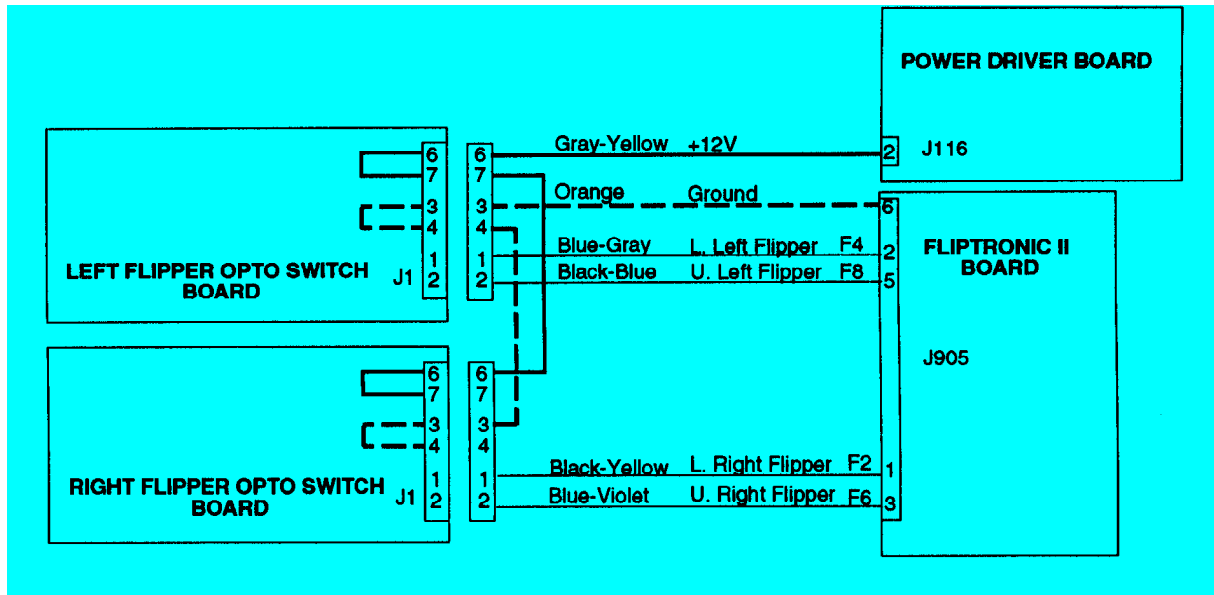 POWER DRIVER BOARD
2 J116
Gray-Yellow +12V
6 6
7 7
Orange Ground
3 3 6
4 4
Blue-Gray L. Left Flipper F4
1 1 2
Black-Blue U. Left Flipper F8
2 2 5
LEFT FLIPPER OPTO SWITCH
BOARD
J1
FLIPTRONIC II
BOARD
J905
6 6
7 7
3 3
4 4
Black-Yellow L. Right Flipper F2
1 1 1
Blue-Violet U. Right Flipper F6
2 2 3
RIGHT FLIPPER OPTO SWITCH
BOARD
J1